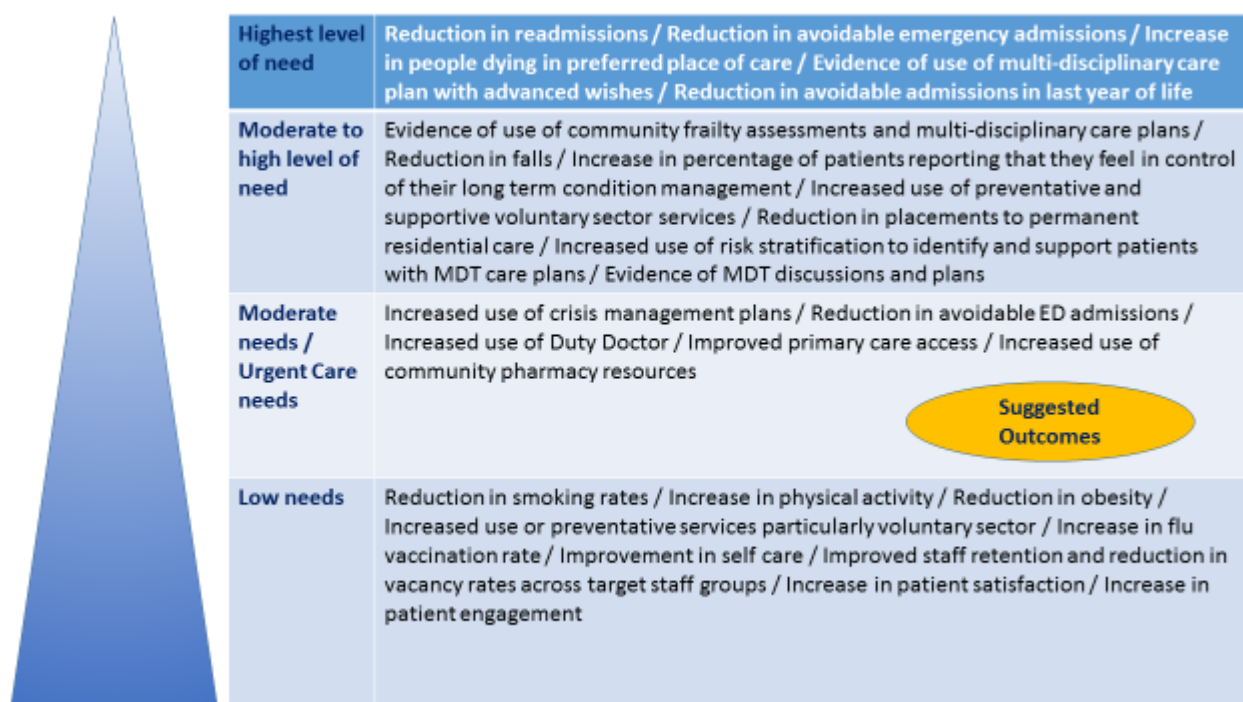 Highest level
of need
Reduction in readmissions / Reduction in avoidable emergency admissions / Increase
in people dying in preferred place of care / Evidence of use of multi-disciplinary care
plan with advanced wishes / Reduction in avoidable admissions in last year of life
Moderate to
high level of
need
Evidence of use of community frailty assessments and multi-disciplinary care plans /
Reduction in falls / Increase in percentage of patients reporting that they feel in control
of their long term condition management / Increased use of preventative and
supportive voluntary sector services / Reduction in placements to permanent
residential care / Increased use of risk stratification to identify and support patients
with MDT care plans / Evidence of MDT discussions and plans
Moderate
needs /
Urgent Care
needs
Increased use of crisis management plans / Reduction in avoidable ED admissions /
Increased use of Duty Doctor / Improved primary care access / Increased use of
community pharmacy resources
Suggested
Outcomes
Low needs
Reduction in smoking rates / Increase in physical activity / Reduction in obesity /
Increased use or preventative services particularly voluntary sector / Increase in flu
vaccination rate / Improvement in self care / Improved staff retention and reduction in
vacancy rates across target staff groups / Increase in patient satisfaction / Increase in
patient engagement